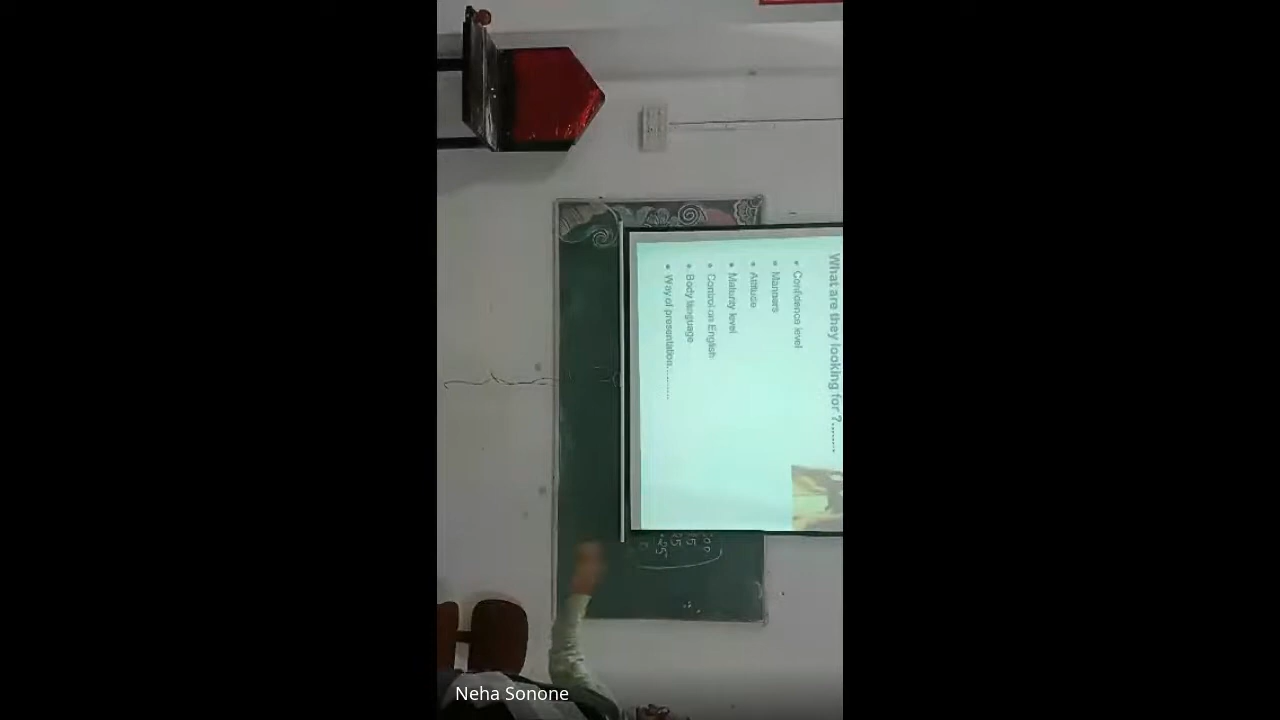 What are they looking for ?.......
• Confidence level
• Manners
• Attitude
• Maturity level
• Control on English
• Body language
• Way of presentation..........
Neha Sonone